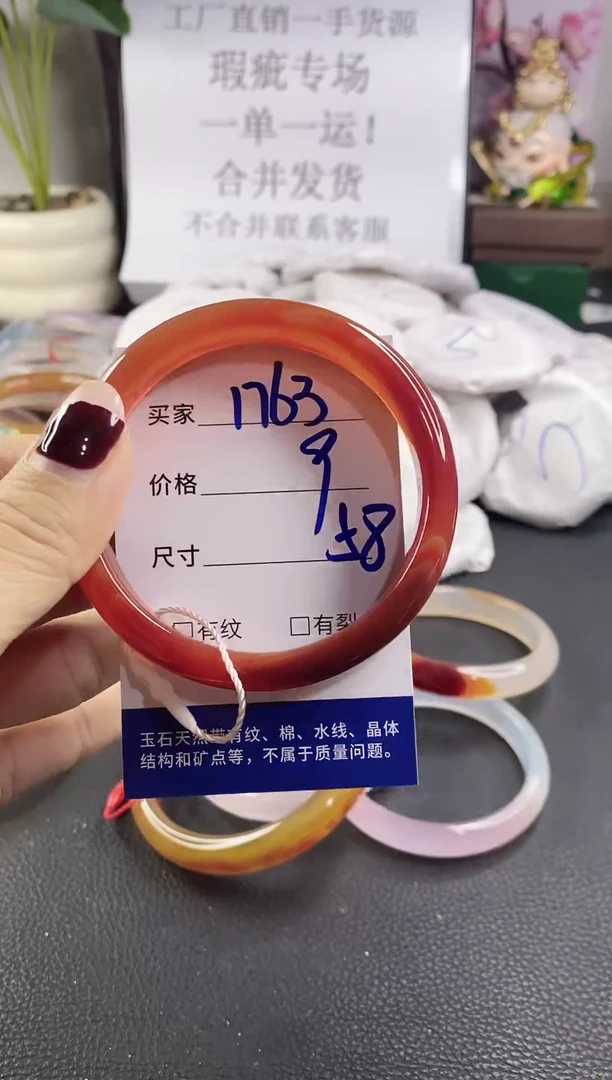 工厂直销一手货源
瑕疵专场
一单一运！
合并发货
不合并联系客服
买家 1763
价格 9
尺寸 58
□有纹 □有裂
玉石天然带有纹、棉、水线、晶体
结构和矿点等，不属于质量问题。